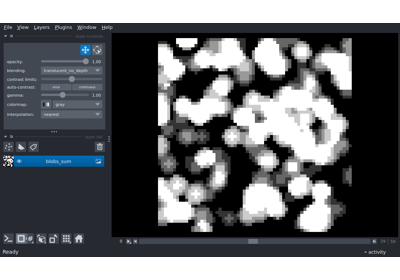 File View Layers Plugins Window Help
opacity: 1.00
blending: translucent_no_depth
contrast limits:
auto-contrast: once continuous
gamma: 1.00
colormap: gray
interpolation: nearest
blobs_sum
Ready
activity